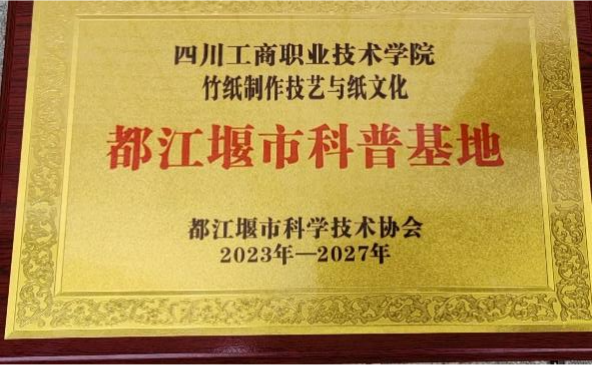 四川工商职业技术学院
竹纸制作技艺与纸文化
都江堰市科普基地
都江堰市科学技术协会
2023年—2027年